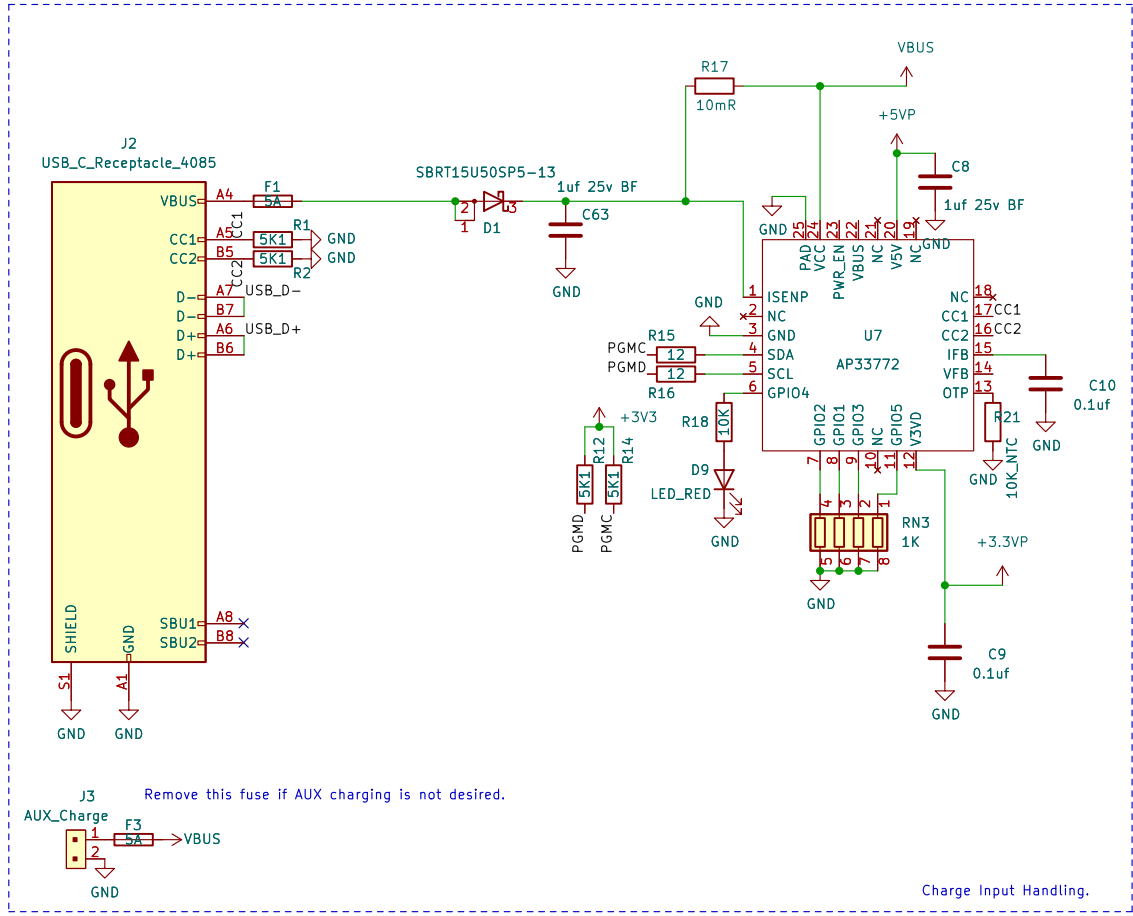 VBUS
R17
10mR
+5VP
J2
USB_C_Receptacle_4085
SBRT15U50SP5-13
1uf 25v BF
C8
1uf 25v BF
F1
5A
VBUS
A4
2
3
1
D1
C63
GND
CC1
A5
CC1
R1
5K1
GND
CC2
B5
CC2
R2
5K1
GND
GND
GND
25
24
23
22
21
20
19
PAD
VCC
PWR_EN
VBUS
NC
V5V
NC
D-
A7
USB_D-
D-
B7
D+
A6
USB_D+
D+
B6
1
ISENP
2
NC
GND
3
GND
PGMC
R15
12
4
SDA
PGMD
R16
12
5
SCL
6
GPIO4
U7
AP33772
NC
18
CC1
17
CC1
CC2
16
CC2
IFB
15
VFB
14
OTP
13
C10
0.1uf
GND
R21
10K_NTC
GND
R18
10K
D9
LED_RED
GND
+3V3
R12
5K1
R14
5K1
PGMD
PGMC
GPIO2
GPIO1
GPIO3
NC
GPIO5
V3VD
7
8
9
10
11
12
4
3
2
1
RN3
1K
5
6
7
8
GND
+3.3VP
C9
0.1uf
GND
SBU1
A8
SBU2
B8
SHIELD
GND
S1
A1
GND
GND
J3
AUX_Charge
Remove this fuse if AUX charging is not desired.
1
F3
5A
VBUS
2
GND
Charge Input Handling.